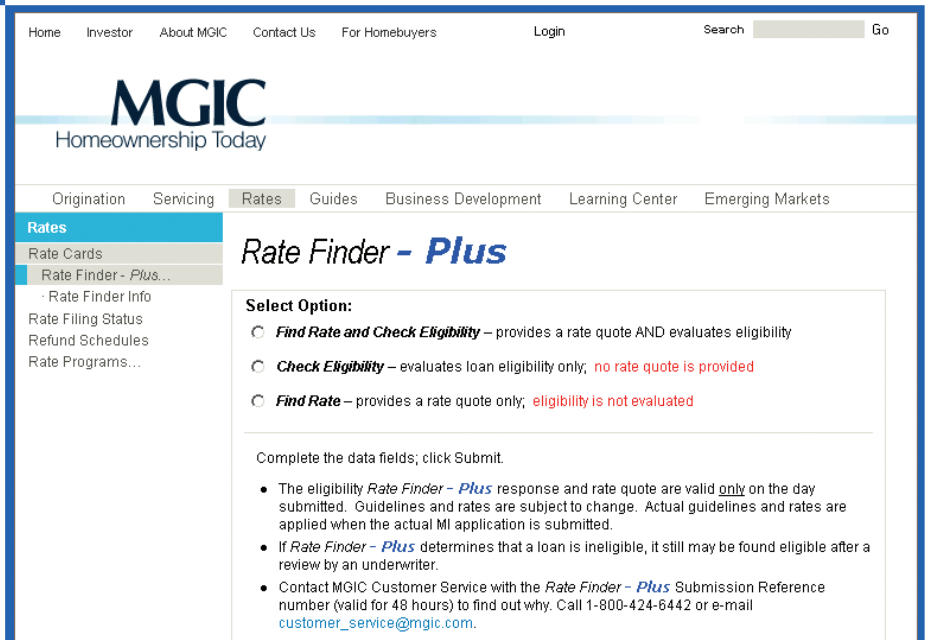 Home Investor About MGIC Contact Us For Homebuyers Login Search Go
MGIC
Homeownership Today
Origination Servicing Rates Guides Business Development Learning Center Emerging Markets
Rates
Rate Cards
Rate Finder - Plus...
· Rate Finder Info
Rate Filing Status
Refund Schedules
Rate Programs...
Rate Finder - Plus
Select Option:
Find Rate and Check Eligibility – provides a rate quote AND evaluates eligibility
Check Eligibility – evaluates loan eligibility only; no rate quote is provided
Find Rate – provides a rate quote only; eligibility is not evaluated
Complete the data fields; click Submit.
• The eligibility Rate Finder - Plus response and rate quote are valid only on the day
submitted. Guidelines and rates are subject to change. Actual guidelines and rates are
applied when the actual MI application is submitted.
• If Rate Finder - Plus determines that a loan is ineligible, it still may be found eligible after a
review by an underwriter.
• Contact MGIC Customer Service with the Rate Finder - Plus Submission Reference
number (valid for 48 hours) to find out why. Call 1-800-424-6442 or e-mail
customer_service@mgic.com.